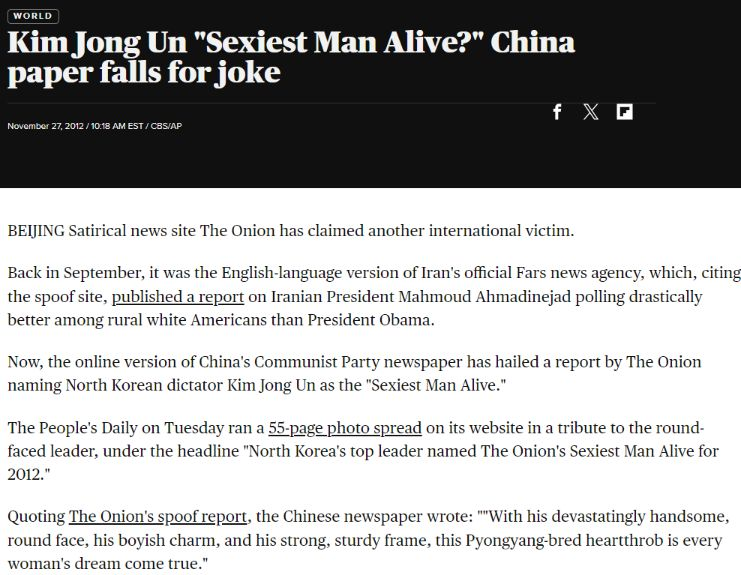 WORLD
Kim Jong Un "Sexiest Man Alive?" China
paper falls for joke
November 27, 2012 / 10:18 AM EST / CBS/AP
BEIJING Satirical news site The Onion has claimed another international victim.
Back in September, it was the English-language version of Iran's official Fars news agency, which, citing
the spoof site, published a report on Iranian President Mahmoud Ahmadinejad polling drastically
better among rural white Americans than President Obama.
Now, the online version of China's Communist Party newspaper has hailed a report by The Onion
naming North Korean dictator Kim Jong Un as the "Sexiest Man Alive."
The People's Daily on Tuesday ran a 55-page photo spread on its website in a tribute to the round-
faced leader, under the headline "North Korea's top leader named The Onion's Sexiest Man Alive for
2012."
Quoting The Onion's spoof report, the Chinese newspaper wrote: ""With his devastatingly handsome,
round face, his boyish charm, and his strong, sturdy frame, this Pyongyang-bred heartthrob is every
woman's dream come true."